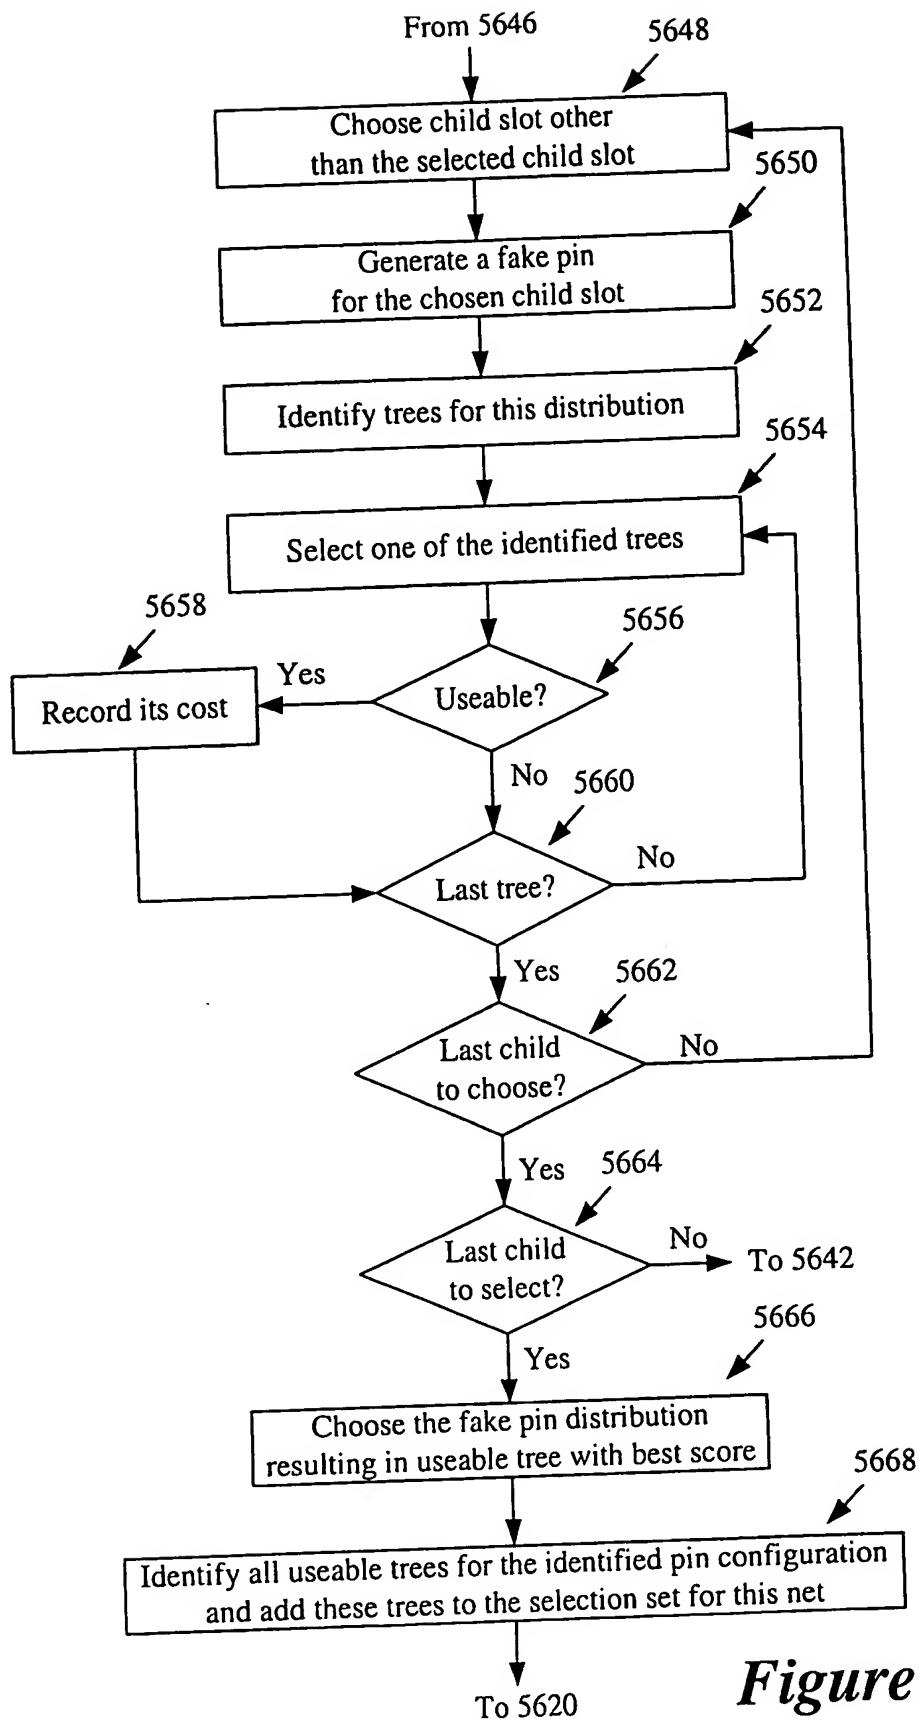 From 5646
5648
Choose child slot other
than the selected child slot
5650
Generate a fake pin
for the chosen child slot
5652
Identify trees for this distribution
5654
Select one of the identified trees
5658
5656
Yes
Useable?
Record its cost
No
5660
No
Last tree?
Yes
5662
Last child
to choose?
No
Yes
5664
Last child
to select?
No
To 5642
5666
Yes
Choose the fake pin distribution
resulting in useable tree with best score
5668
Identify all useable trees for the identified pin configuration
and add these trees to the selection set for this net
To 5620
Figure